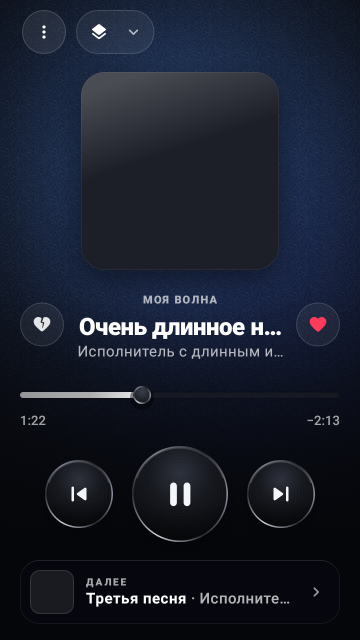 МОЯ ВОЛНА
Очень длинное н…
Исполнитель с длинным и…
1:22
−2:13
ДАЛЕЕ
Третья песня · Исполните…